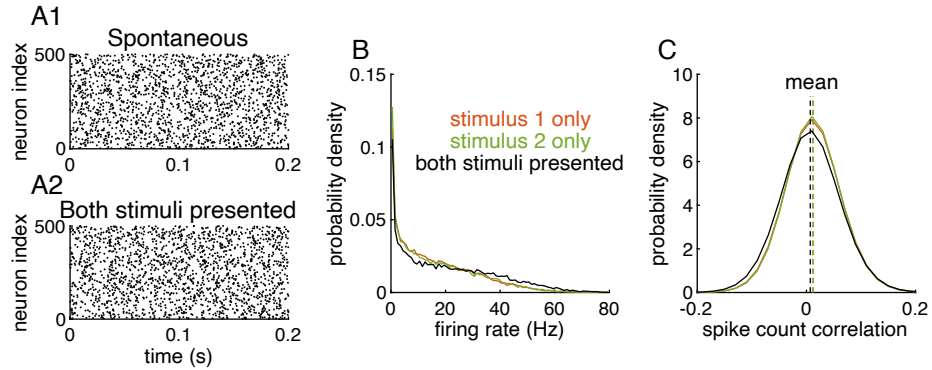 A1
Spontaneous
neuron index
500
0
0 0.1 0.2
A2
Both stimuli presented
neuron index
500
0
0 0.1 0.2
time (s)
B
probability density
0.15
0.1
0.05
0
stimulus 1 only
stimulus 2 only
both stimuli presented
0 20 40 60 80
firing rate (Hz)
C
mean
probability density
10
8
6
4
2
0
-0.2 0 0.2
spike count correlation